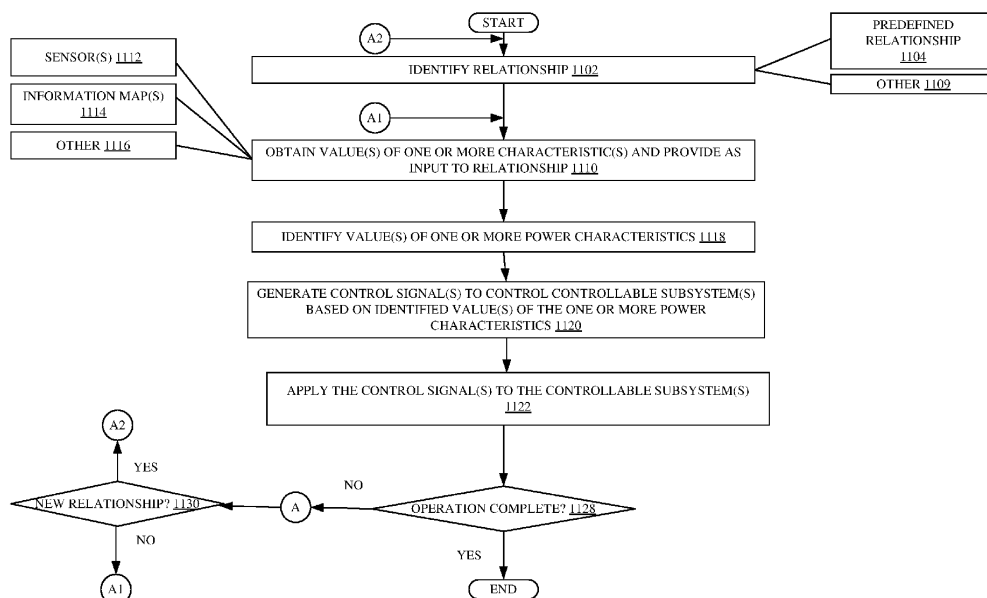 START
A2
PREDEFINED
RELATIONSHIP
1104
SENSOR(S) 1112
IDENTIFY RELATIONSHIP 1102
OTHER 1109
INFORMATION MAP(S)
1114
A1
OTHER 1116
OBTAIN VALUE(S) OF ONE OR MORE CHARACTERISTIC(S) AND PROVIDE AS
INPUT TO RELATIONSHIP 1110
IDENTIFY VALUE(S) OF ONE OR MORE POWER CHARACTERISTICS 1118
GENERATE CONTROL SIGNAL(S) TO CONTROL CONTROLLABLE SUBSYSTEM(S)
BASED ON IDENTIFIED VALUE(S) OF THE ONE OR MORE POWER
CHARACTERISTICS 1120
APPLY THE CONTROL SIGNAL(S) TO THE CONTROLLABLE SUBSYSTEM(S)
1122
A2
YES
NO
NEW RELATIONSHIP? 1130
A
OPERATION COMPLETE? 1128
NO
YES
A1
END